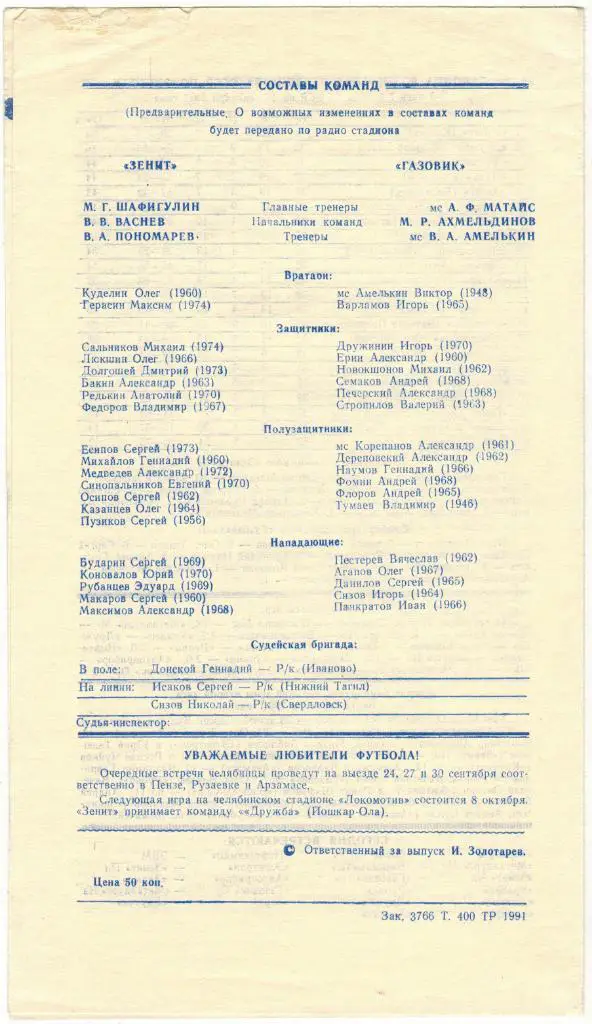 СОСТАВЫ КОМАНД
(Предварительные. О возможных изменениях в составах команд
будет передано по радио стадиона
«ЗЕНИТ» «ГАЗОВИК»
М. Г. ШАФИГУЛИН Главные тренеры мс А. Ф. МАТАЙС
В. В. ВАСНЕВ Начальники команд М. Р. АХМЕЛЬДИНОВ
В. А. ПОНОМАРЕВ Тренеры мс В. А. АМЕЛЬКИН
Вратари:
Куделин Олег (1960) мс Амелькин Виктор (1948)
Герасин Максим (1974) Варламов Игорь (1965)
Защитники:
Сальников Михаил (1974) Дружинин Игорь (1970)
Люкшин Олег (1966) Ерин Александр (1960)
Долгошей Дмитрий (1973) Новокшонов Михаил (1962)
Бакин Александр (1963) Семаков Андрей (1968)
Редькин Анатолий (1970) Печерский Александр (1968)
Федоров Владимир (1967) Стропилов Валерий (1963)
Полузащитники:
Есипов Сергей (1973) мс Корепанов Александр (1961)
Михайлов Геннадий (1960) Дереповский Александр (1962)
Медведев Александр (1972) Наумов Геннадий (1966)
Синопальников Евгений (1970) Фомин Андрей (1968)
Осипов Сергей (1962) Флоров Андрей (1965)
Казанцев Олег (1964) Тумаев Владимир (1946)
Пузиков Сергей (1956)
Нападающие:
Бударин Сергей (1969) Пестерев Вячеслав (1962)
Коновалов Юрий (1970) Агапов Олег (1967)
Рубанцев Эдуард (1969) Данилов Сергей (1965)
Макаров Сергей (1960) Сизов Игорь (1964)
Максимов Александр (1968) Панкратов Иван (1966)
Судейская бригада:
В поле: Донской Геннадий — Р/к (Иваново)
На линии: Исаков Сергей — Р/к (Нижний Тагил)
Сизов Николай — Р/к (Свердловск)
Судья-инспектор:
УВАЖАЕМЫЕ ЛЮБИТЕЛИ ФУТБОЛА!
Очередные встречи челябинцы проведут на выезде 24, 27 и 30 сентября соот-
ветственно в Пензе, Рузаевке и Арзамасе.
Следующая игра на челябинском стадионе «Локомотив» состоится 8 октября.
«Зенит» принимает команду ««Дружба» (Йошкар-Ола).
Ответственный за выпуск И. Золотарев.
Цена 50 коп.
Зак. 3766 Т. 400 ТР 1991